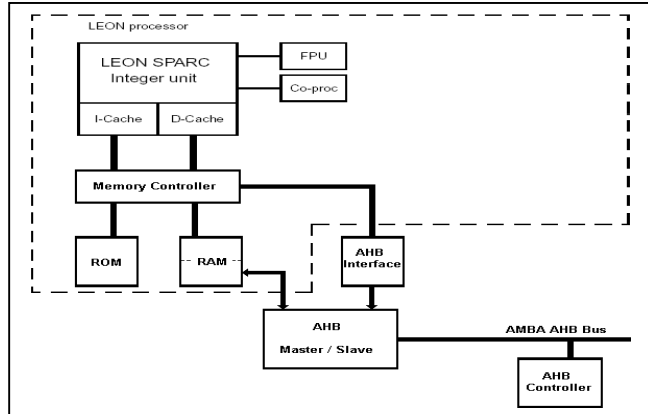 LEON processor
LEON SPARC
Integer unit
FPU
Co-proc
I-Cache
D-Cache
Memory Controller
ROM
RAM
AHB
Interface
AHB
Master / Slave
AMBA AHB Bus
AHB
Controller